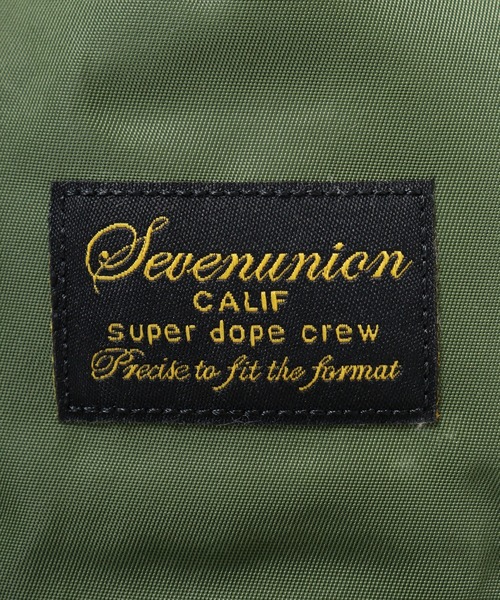 Sevenunion
CALIF
super dope crew
Precise to fit the format